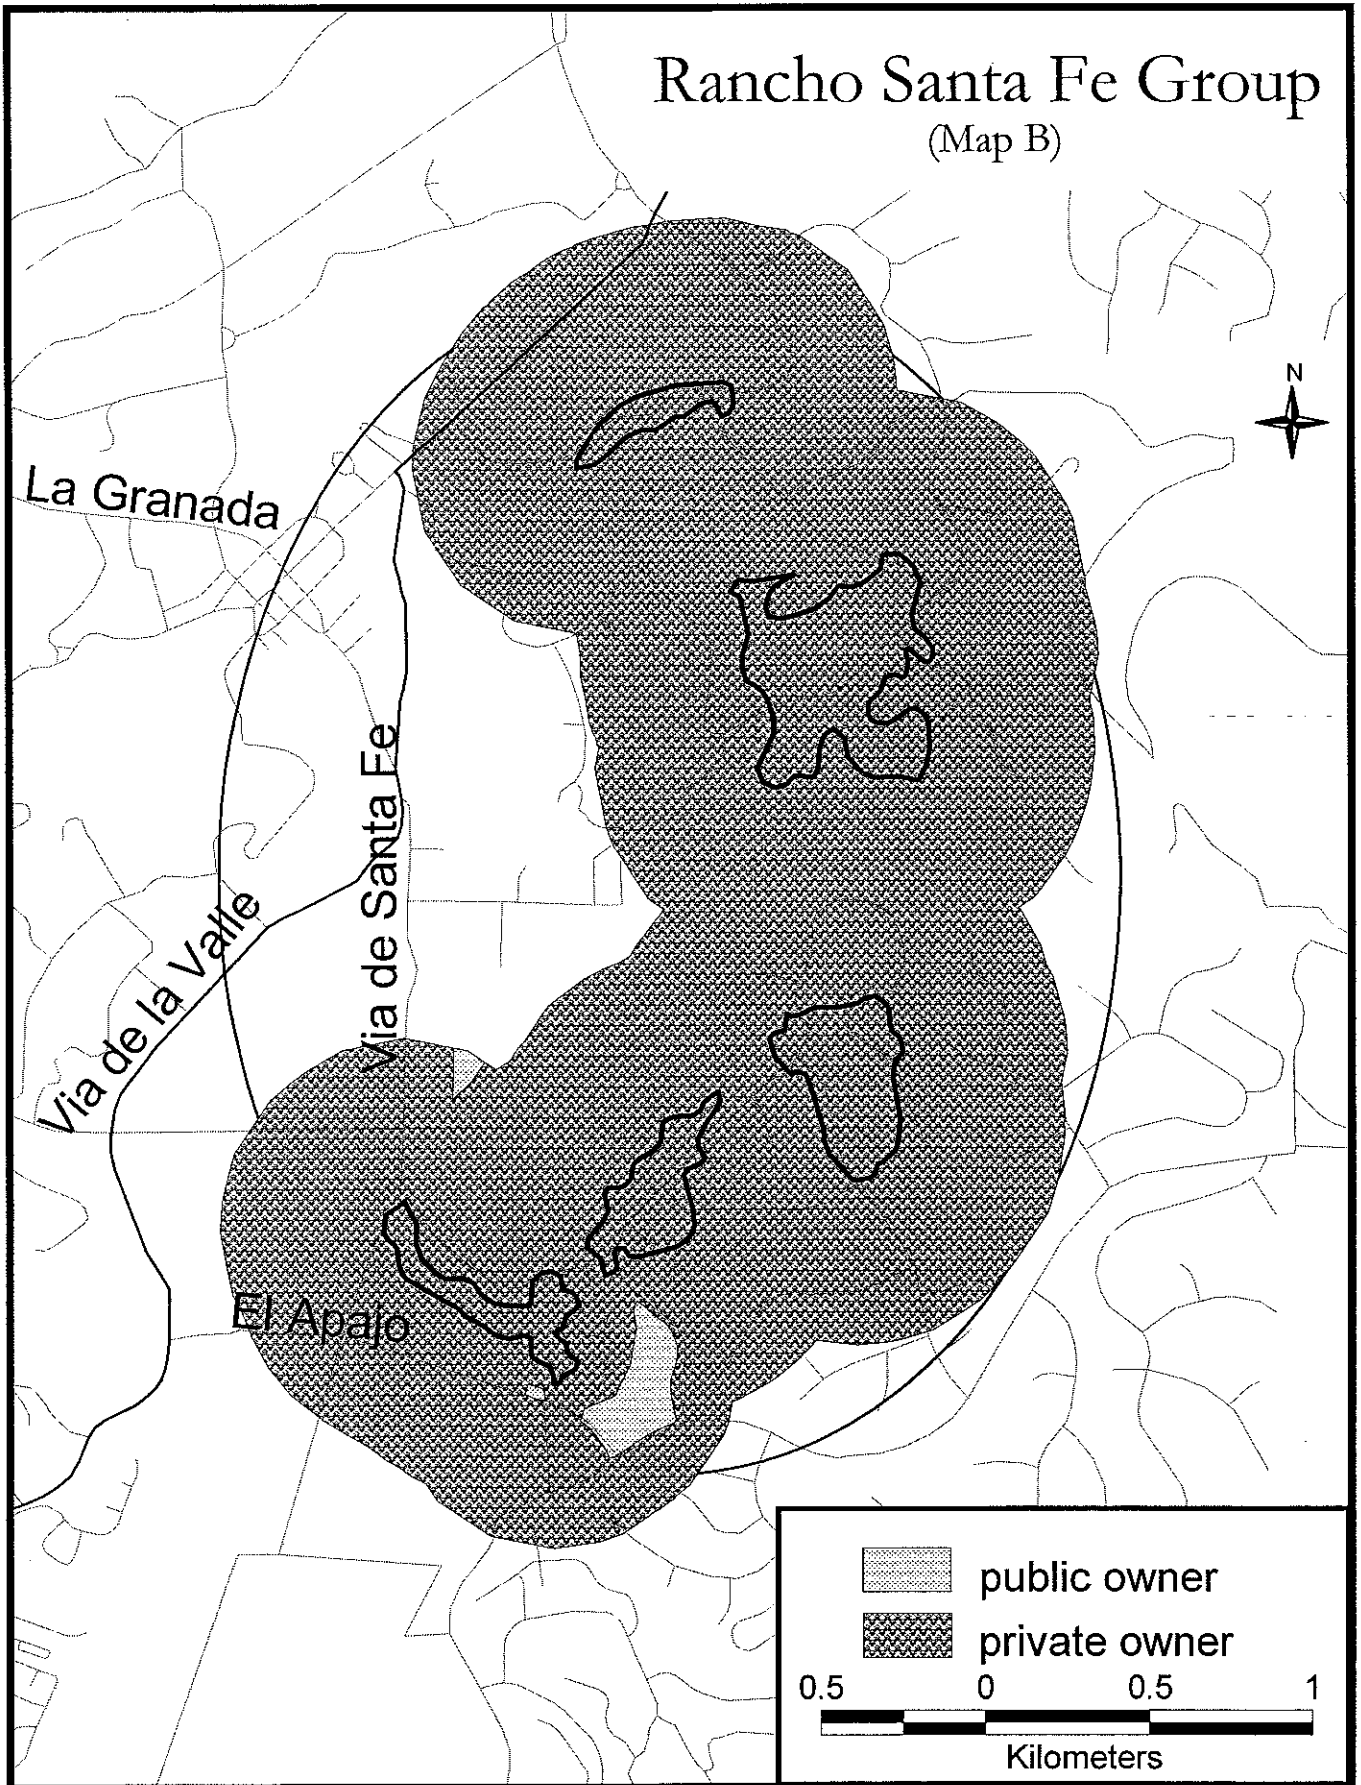 Rancho Santa Fe Group
(Map B)
N
La Granada
Via de Santa Fe
Via de la Valle
El Apajo
public owner
private owner
0.5 0 0.5 1
Kilometers